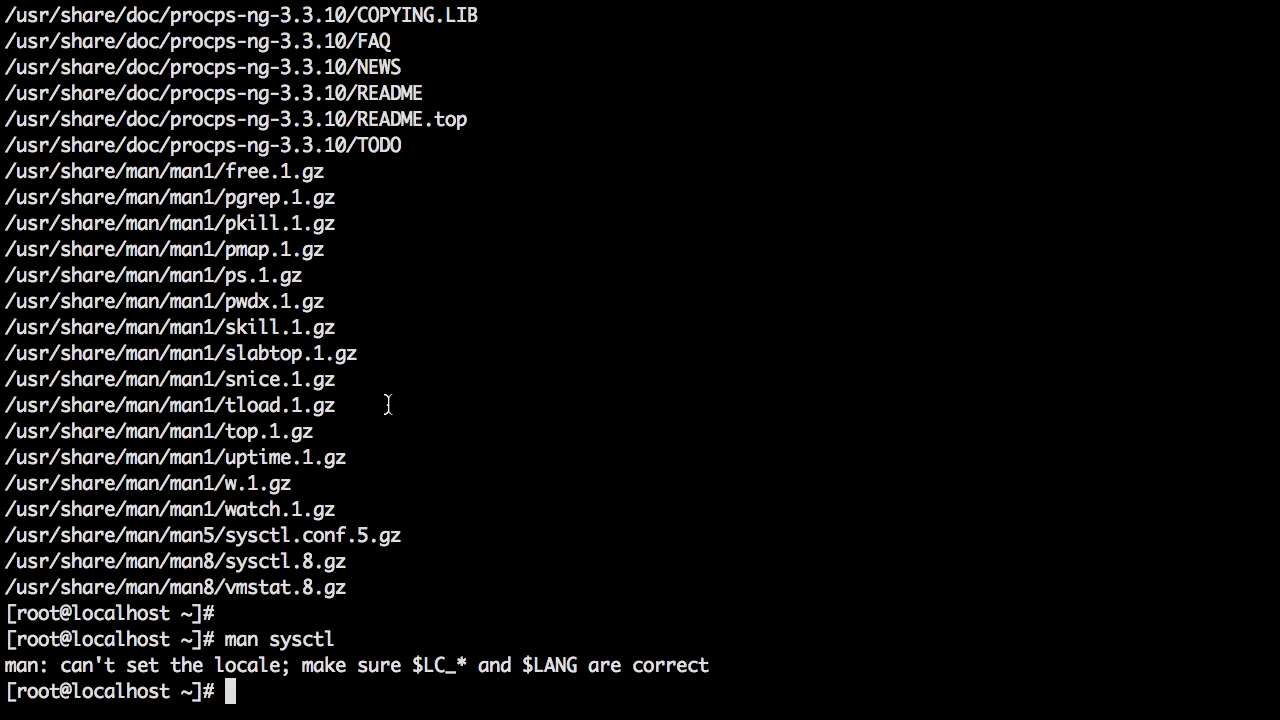 /usr/share/doc/procps-ng-3.3.10/COPYING.LIB
/usr/share/doc/procps-ng-3.3.10/FAQ
/usr/share/doc/procps-ng-3.3.10/NEWS
/usr/share/doc/procps-ng-3.3.10/README
/usr/share/doc/procps-ng-3.3.10/README.top
/usr/share/doc/procps-ng-3.3.10/TODO
/usr/share/man/man1/free.1.gz
/usr/share/man/man1/pgrep.1.gz
/usr/share/man/man1/pkill.1.gz
/usr/share/man/man1/pmap.1.gz
/usr/share/man/man1/ps.1.gz
/usr/share/man/man1/pwdx.1.gz
/usr/share/man/man1/skill.1.gz
/usr/share/man/man1/slabtop.1.gz
/usr/share/man/man1/snice.1.gz
/usr/share/man/man1/tload.1.gz
/usr/share/man/man1/top.1.gz
/usr/share/man/man1/uptime.1.gz
/usr/share/man/man1/w.1.gz
/usr/share/man/man1/watch.1.gz
/usr/share/man/man5/sysctl.conf.5.gz
/usr/share/man/man8/sysctl.8.gz
/usr/share/man/man8/vmstat.8.gz
[root@localhost ~]#
[root@localhost ~]# man sysctl
man: can't set the locale; make sure $LC_* and $LANG are correct
[root@localhost ~]#